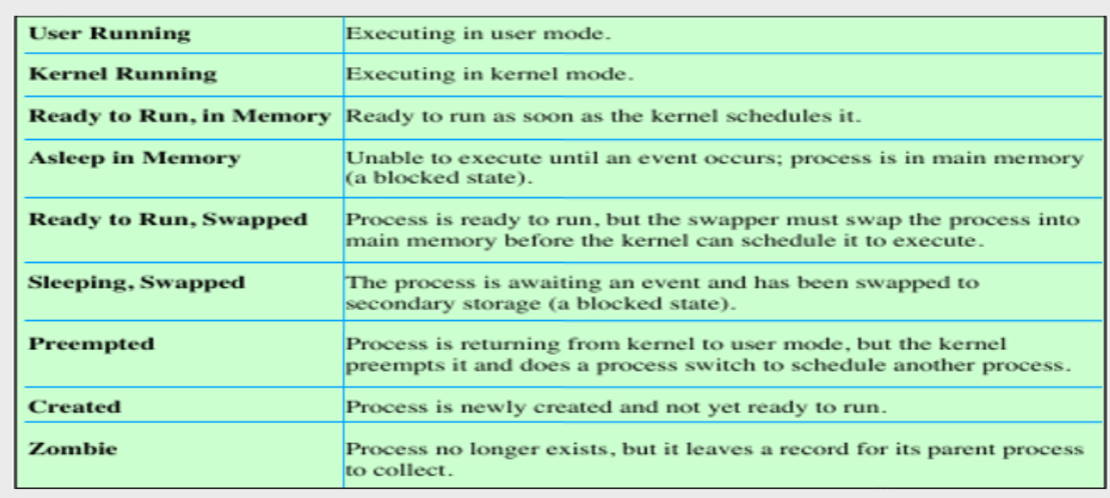 User Running Executing in user mode.
Kernel Running Executing in kernel mode.
Ready to Run, in Memory Ready to run as soon as the kernel schedules it.
Asleep in Memory Unable to execute until an event occurs; process is in main memory
(a blocked state).
Ready to Run, Swapped Process is ready to run, but the swapper must swap the process into
main memory before the kernel can schedule it to execute.
Sleeping, Swapped The process is awaiting an event and has been swapped to
secondary storage (a blocked state).
Preempted Process is returning from kernel to user mode, but the kernel
preempts it and does a process switch to schedule another process.
Created Process is newly created and not yet ready to run.
Zombie Process no longer exists, but it leaves a record for its parent process
to collect.